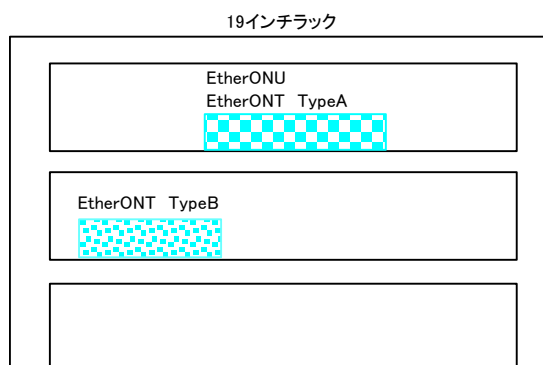 19インチラック
EtherONU
EtherONT　TypeA
EtherONT　TypeB